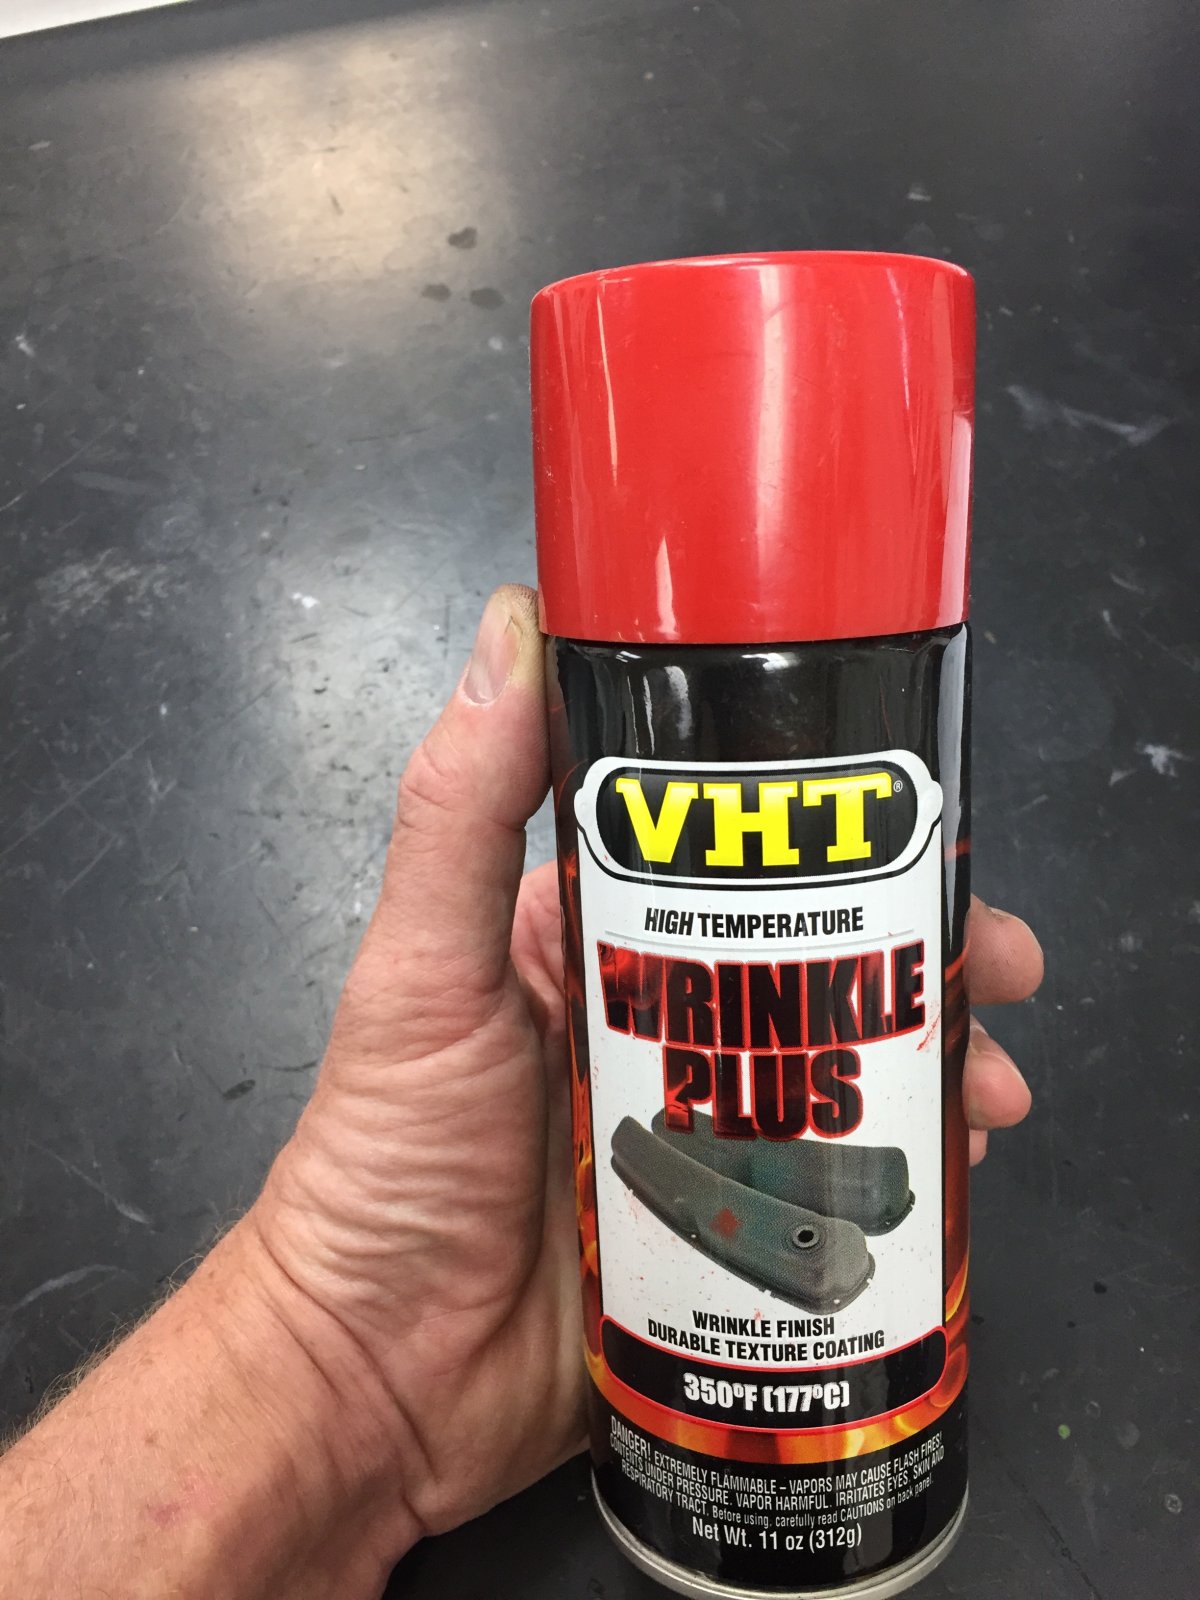 VHT®
HIGH TEMPERATURE
WRINKLE
PLUS
WRINKLE FINISH
DURABLE TEXTURE COATING
350ºF (177ºC)
DANGER! EXTREMELY FLAMMABLE – VAPORS MAY CAUSE FLASH FIRES!
CONTENTS UNDER PRESSURE. VAPOR HARMFUL. IRRITATES EYES, SKIN AND
RESPIRATORY TRACT. Before using, carefully read CAUTIONS on back panel.
Net Wt. 11 oz (312g)